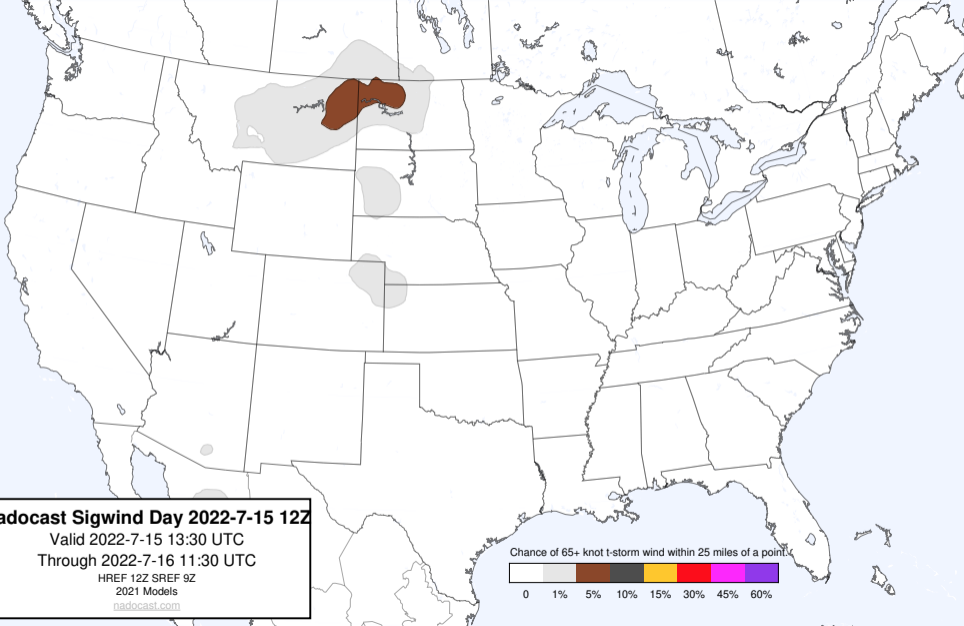 adocast Sigwind Day 2022-7-15 12Z
Valid 2022-7-15 13:30 UTC
Through 2022-7-16 11:30 UTC
HREF 12Z SREF 9Z
2021 Models
nadocast.com
Chance of 65+ knot t-storm wind within 25 miles of a point.
0 1% 5% 10% 15% 30% 45% 60%